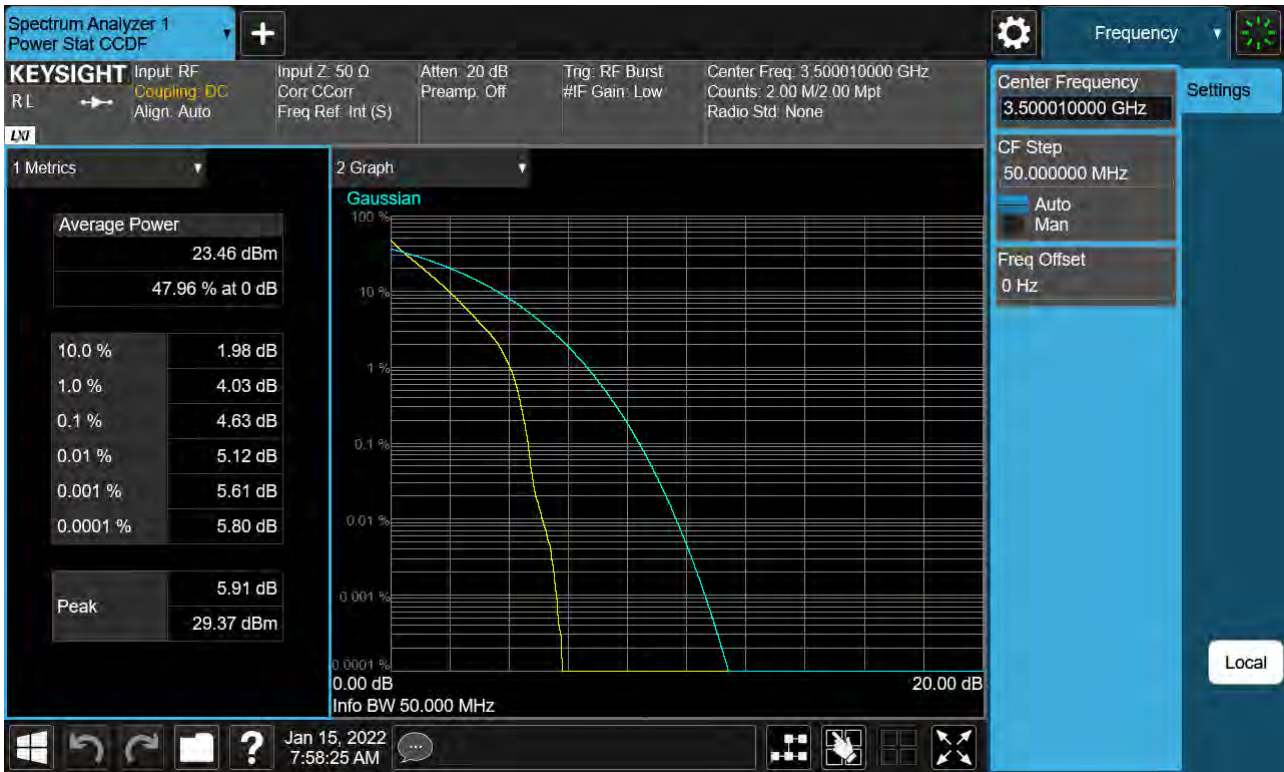 Spectrum Analyzer 1
Power Stat CCDF
Frequency
KEYSIGHT
RL
LXI
Input: RF
Coupling: DC
Align: Auto
Input Z: 50 Ω
Corr CCorr
Freq Ref: Int (S)
Atten: 20 dB
Preamp: Off
Trig: RF Burst
#IF Gain: Low
Center Freq: 3.500010000 GHz
Counts: 2.00 M/2.00 Mpt
Radio Std: None
Center Frequency
3.500010000 GHz
Settings
CF Step
50.000000 MHz
Auto
Man
Freq Offset
0 Hz
Local
1 Metrics
Average Power
23.46 dBm
47.96 % at 0 dB
10.0 % 1.98 dB
1.0 % 4.03 dB
0.1 % 4.63 dB
0.01 % 5.12 dB
0.001 % 5.61 dB
0.0001 % 5.80 dB
Peak
5.91 dB
29.37 dBm
2 Graph
Gaussian
100 %
10 %
1 %
0.1 %
0.01 %
0.001 %
0.0001 %
0.00 dB
20.00 dB
Info BW 50.000 MHz
?
Jan 15, 2022
7:58:25 AM